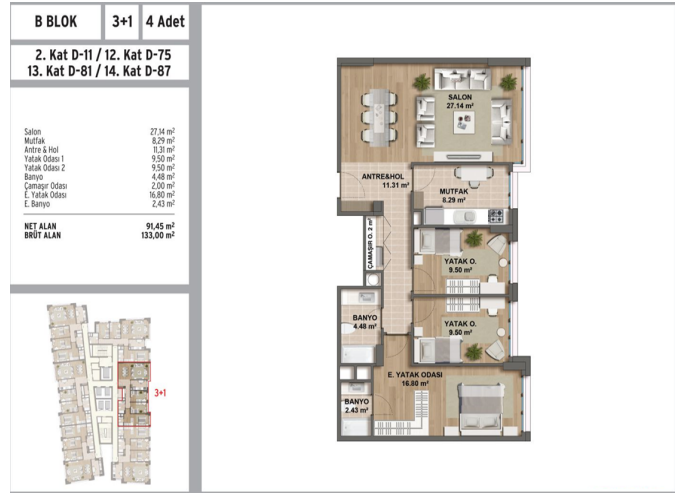 B BLOK 3+1 4 Adet
2. Kat D-11 / 12. Kat D-75
13. Kat D-81 / 14. Kat D-87
Salon 27,14 m²
Mutfak 8,29 m²
Antre & Hol 11,31 m²
Yatak Odası 1 9,50 m²
Yatak Odası 2 9,50 m²
Banyo 4,48 m²
Çamaşır Odası 2,00 m²
E. Yatak Odası 16,80 m²
E. Banyo 2,43 m²
NET ALAN 91,45 m²
BRÜT ALAN 133,00 m²
3+1
SALON
27.14 m²
ANTRE&HOL
11.31 m²
MUTFAK
8.29 m²
ÇAMAŞIR O. 2 m²
YATAK O.
9.50 m²
BANYO
4.48 m²
YATAK O.
9.50 m²
E. YATAK ODASI
16.80 m²
BANYO
2.43 m²